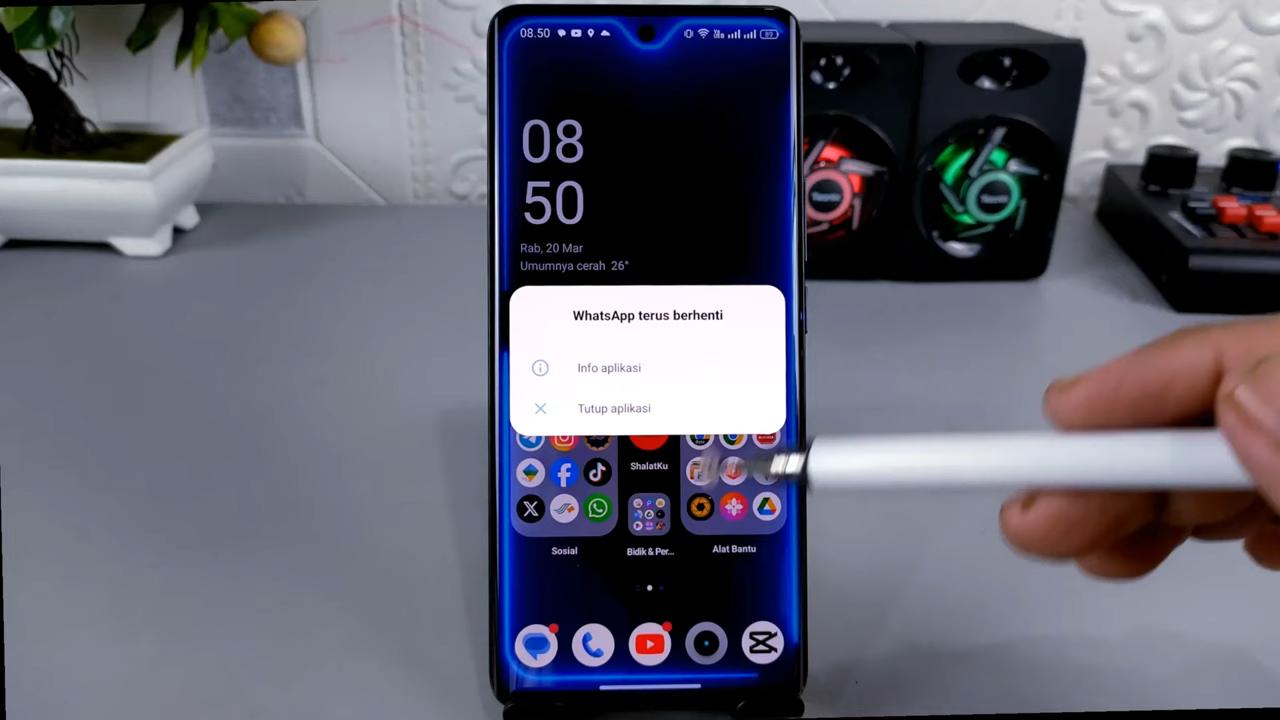 08.50
89
08
50
Rab, 20 Mar
Umumnya cerah 26°
WhatsApp terus berhenti
Info aplikasi
Tutup aplikasi
ShalatKu
Sosial
Bidik & Per...
Alat Bantu